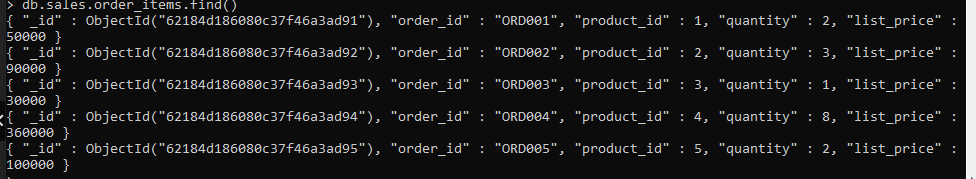 > db.sales.order_items.find()
{ "_id" : ObjectId("62184d186080c37f46a3ad91"), "order_id" : "ORD001", "product_id" : 1, "quantity" : 2, "list_price" :
50000 }
{ "_id" : ObjectId("62184d186080c37f46a3ad92"), "order_id" : "ORD002", "product_id" : 2, "quantity" : 3, "list_price" :
90000 }
{ "_id" : ObjectId("62184d186080c37f46a3ad93"), "order_id" : "ORD003", "product_id" : 3, "quantity" : 1, "list_price" :
30000 }
{ "_id" : ObjectId("62184d186080c37f46a3ad94"), "order_id" : "ORD004", "product_id" : 4, "quantity" : 8, "list_price" :
360000 }
{ "_id" : ObjectId("62184d186080c37f46a3ad95"), "order_id" : "ORD005", "product_id" : 5, "quantity" : 2, "list_price" :
100000 }